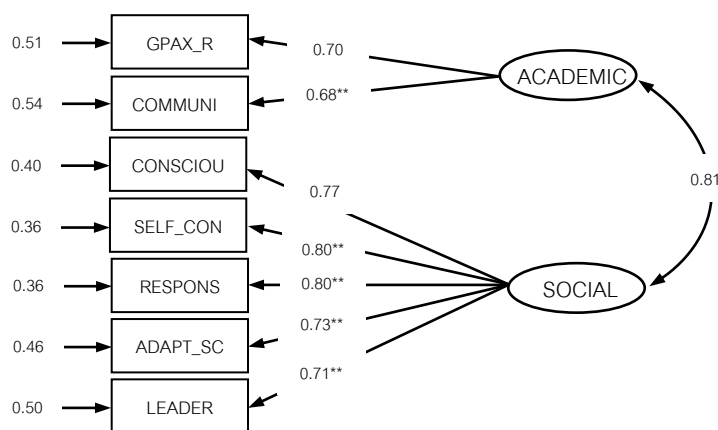 0.51 GPAX_R 0.70
ACADEMIC
0.54 COMMUNI 0.68**
0.40 CONSCIOU 0.77
0.81
0.36 SELF_CON 0.80**
0.36 RESPONS 0.80** SOCIAL
0.46 ADAPT_SC 0.73**
0.50 LEADER 0.71**